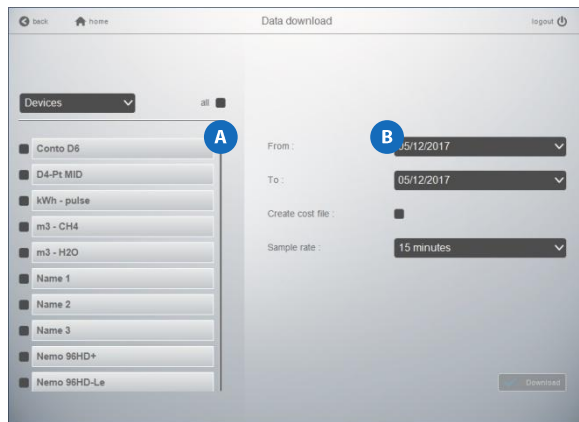 back home Data download logout
Devices all
A
Conto D6
D4-Pt MID
kWh - pulse
m3 - CH4
m3 - H2O
Name 1
Name 2
Name 3
Nemo 96HD+
Nemo 96HD-Le
B
From : 05/12/2017
To : 05/12/2017
Create cost file :
Sample rate : 15 minutes
Download